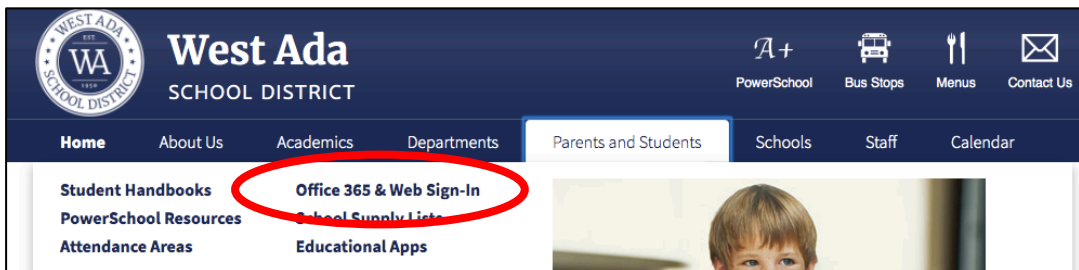 WEST ADA
EST
WA
SCHOOL DISTRICT
West Ada
SCHOOL DISTRICT
A+
PowerSchool Bus Stops Menus Contact Us
Home About Us Academics Departments Parents and Students Schools Staff Calendar
Student Handbooks Office 365 & Web Sign-In
PowerSchool Resources School Supply Lists
Attendance Areas Educational Apps